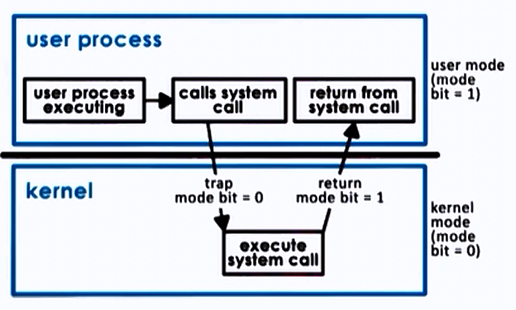 user process
user process
executing
calls system
call
return from
system call
user mode
(mode
bit = 1)
kernel
trap
mode bit = 0
return
mode bit = 1
execute
system call
kernel
mode
(mode
bit = 0)